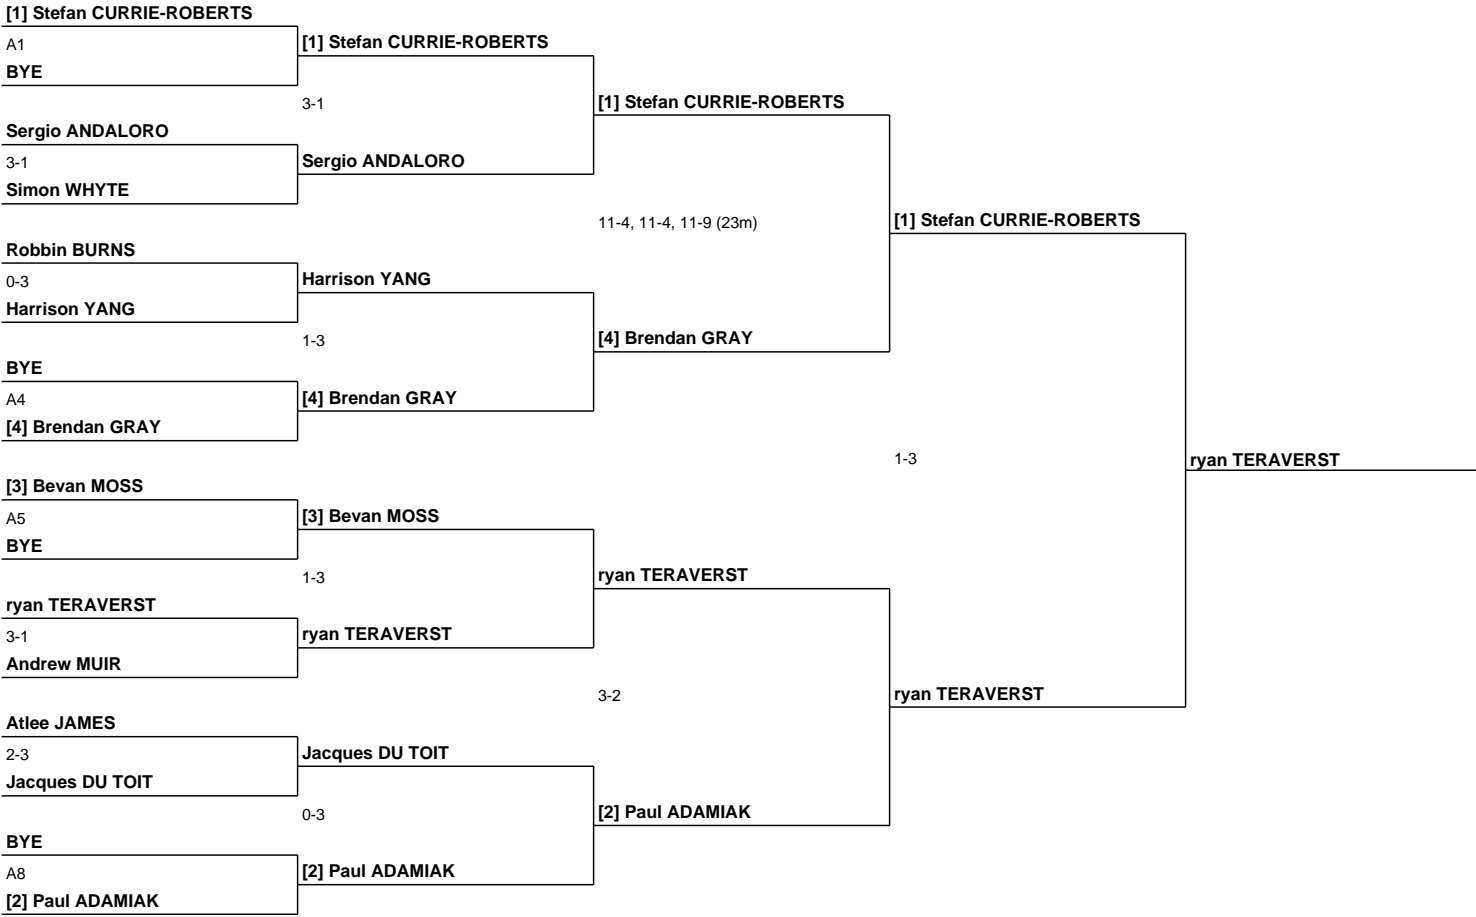 [1] Stefan CURRIE-ROBERTS
A1
BYE
Sergio ANDALORO
3-1
Simon WHYTE
Robbin BURNS
0-3
Harrison YANG
BYE
A4
[4] Brendan GRAY
[3] Bevan MOSS
A5
BYE
ryan TERAVERST
3-1
Andrew MUIR
Atlee JAMES
2-3
Jacques DU TOIT
BYE
A8
[2] Paul ADAMIAK
[1] Stefan CURRIE-ROBERTS
3-1
Sergio ANDALORO
Harrison YANG
1-3
[4] Brendan GRAY
[3] Bevan MOSS
1-3
ryan TERAVERST
Jacques DU TOIT
0-3
[2] Paul ADAMIAK
[1] Stefan CURRIE-ROBERTS
11-4, 11-4, 11-9 (23m)
[4] Brendan GRAY
ryan TERAVERST
3-2
[2] Paul ADAMIAK
[1] Stefan CURRIE-ROBERTS
1-3
ryan TERAVERST
ryan TERAVERST